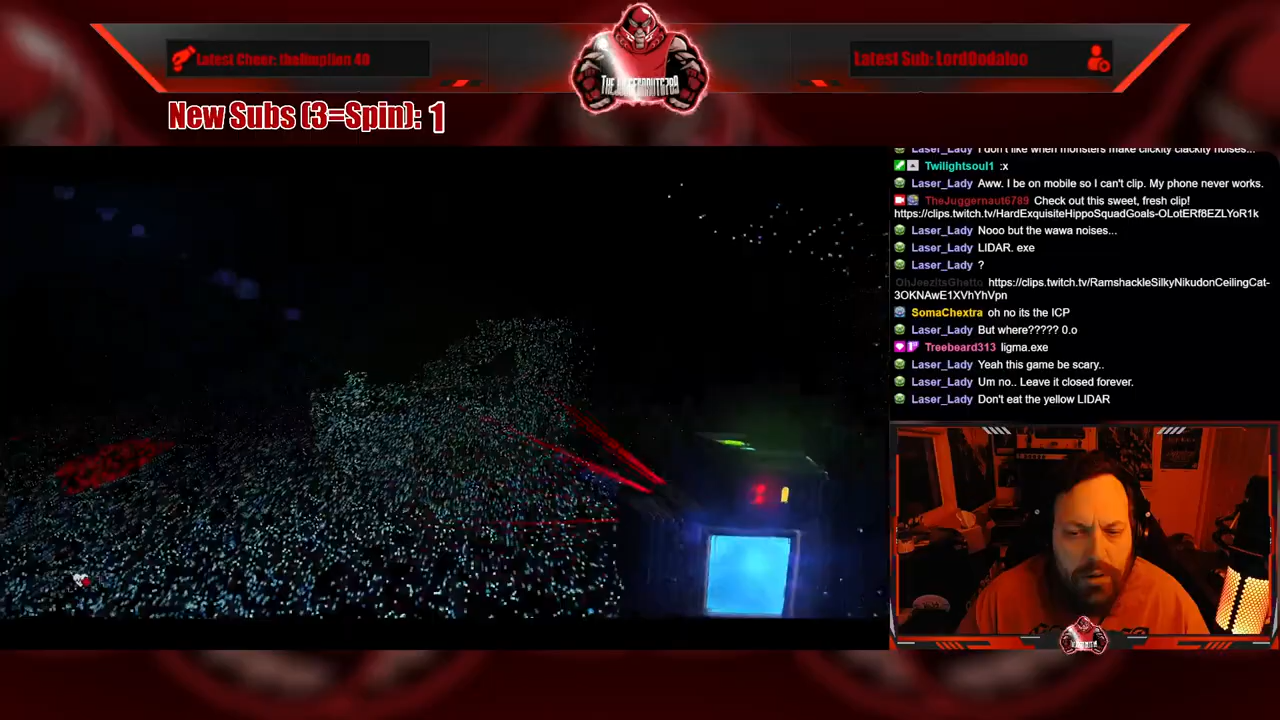 Latest Cheer: theIimption 40
THEJUGGERNAUT6789
Latest Sub: LordOodaloo
New Subs (3=Spin): 1
Laser_Lady I don't like when monsters make clickity clackity noises...
Twilightsoul1 :x
Laser_Lady Aww. I be on mobile so I can't clip. My phone never works.
TheJuggernaut6789 Check out this sweet, fresh clip!
https://clips.twitch.tv/HardExquisiteHippoSquadGoals-OLotERf8EZLYoR1k
Laser_Lady Nooo but the wawa noises...
Laser_Lady LIDAR. exe
Laser_Lady ?
OhJeezItsGhetto https://clips.twitch.tv/RamshackleSilkyNikudonCeilingCat-
3OKNAwE1XVhYhVpn
SomaChextra oh no its the ICP
Laser_Lady But where????? 0.o
Treebeard313 ligma.exe
Laser_Lady Yeah this game be scary..
Laser_Lady Um no.. Leave it closed forever.
Laser_Lady Don't eat the yellow LIDAR